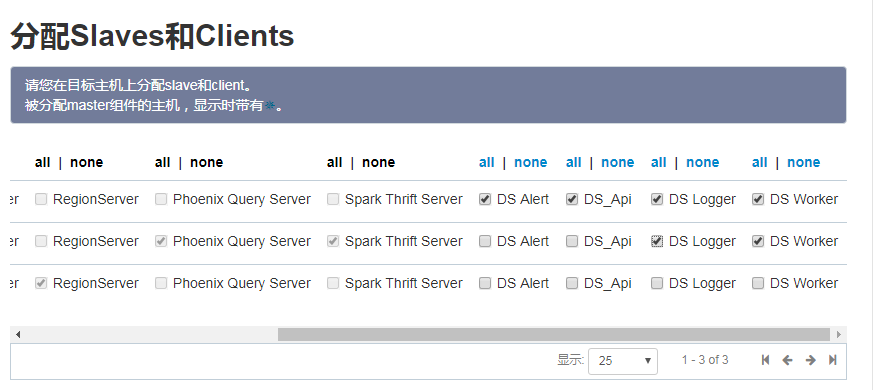 分配Slaves和Clients
请您在目标主机上分配slave和client。
被分配master组件的主机，显示时带有✵。
all | none all | none all | none all | none all | none all | none all | none
er RegionServer Phoenix Query Server Spark Thrift Server DS Alert DS_Api DS Logger DS Worker
er RegionServer Phoenix Query Server Spark Thrift Server DS Alert DS_Api DS Logger DS Worker
er RegionServer Phoenix Query Server Spark Thrift Server DS Alert DS_Api DS Logger DS Worker
显示: 25 1 - 3 of 3